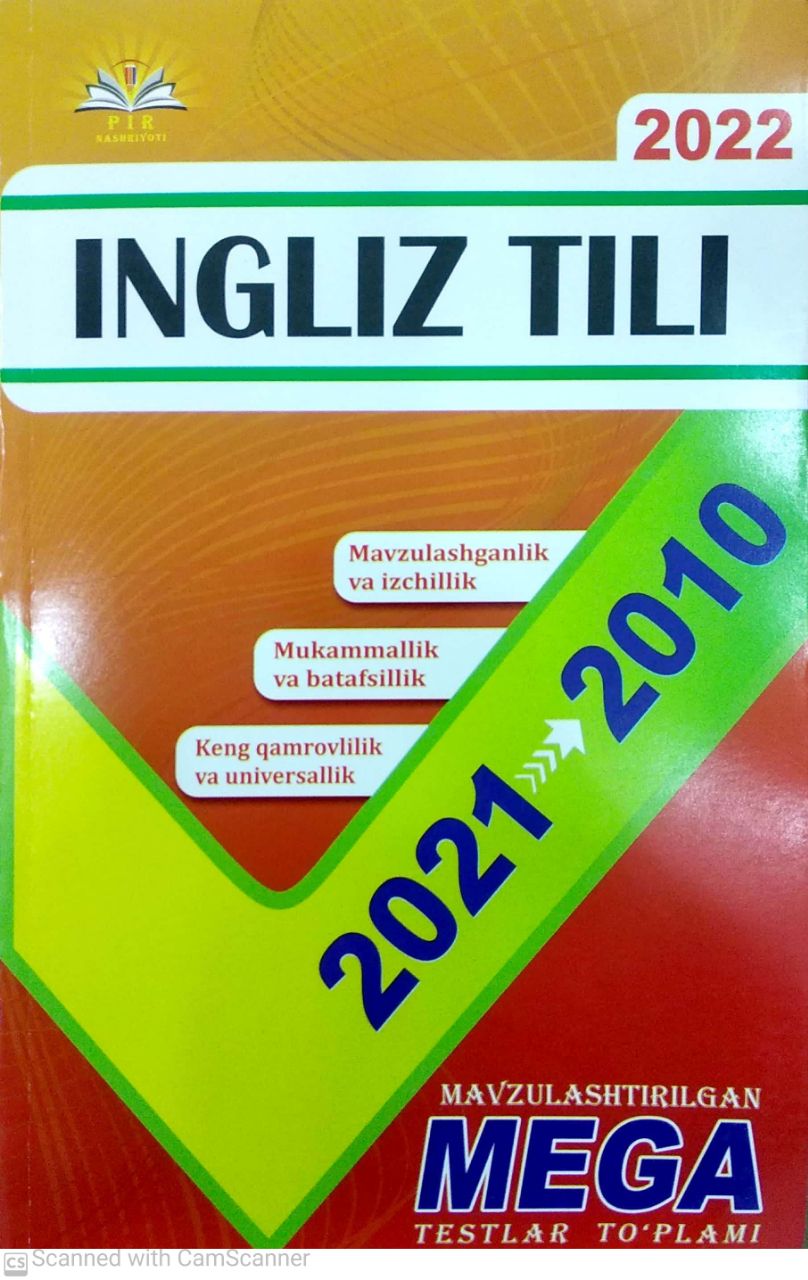 PIR
NASHRIYOTI
2022
INGLIZ TILI
Mavzulashganlik
va izchillik
Mukammallik
va batafsillik
Keng qamrovlilik
va universallik
2021 2010
MAVZULASHTIRILGAN
MEGA
TESTLAR TO‘PLAMI
CS Scanned with CamScanner